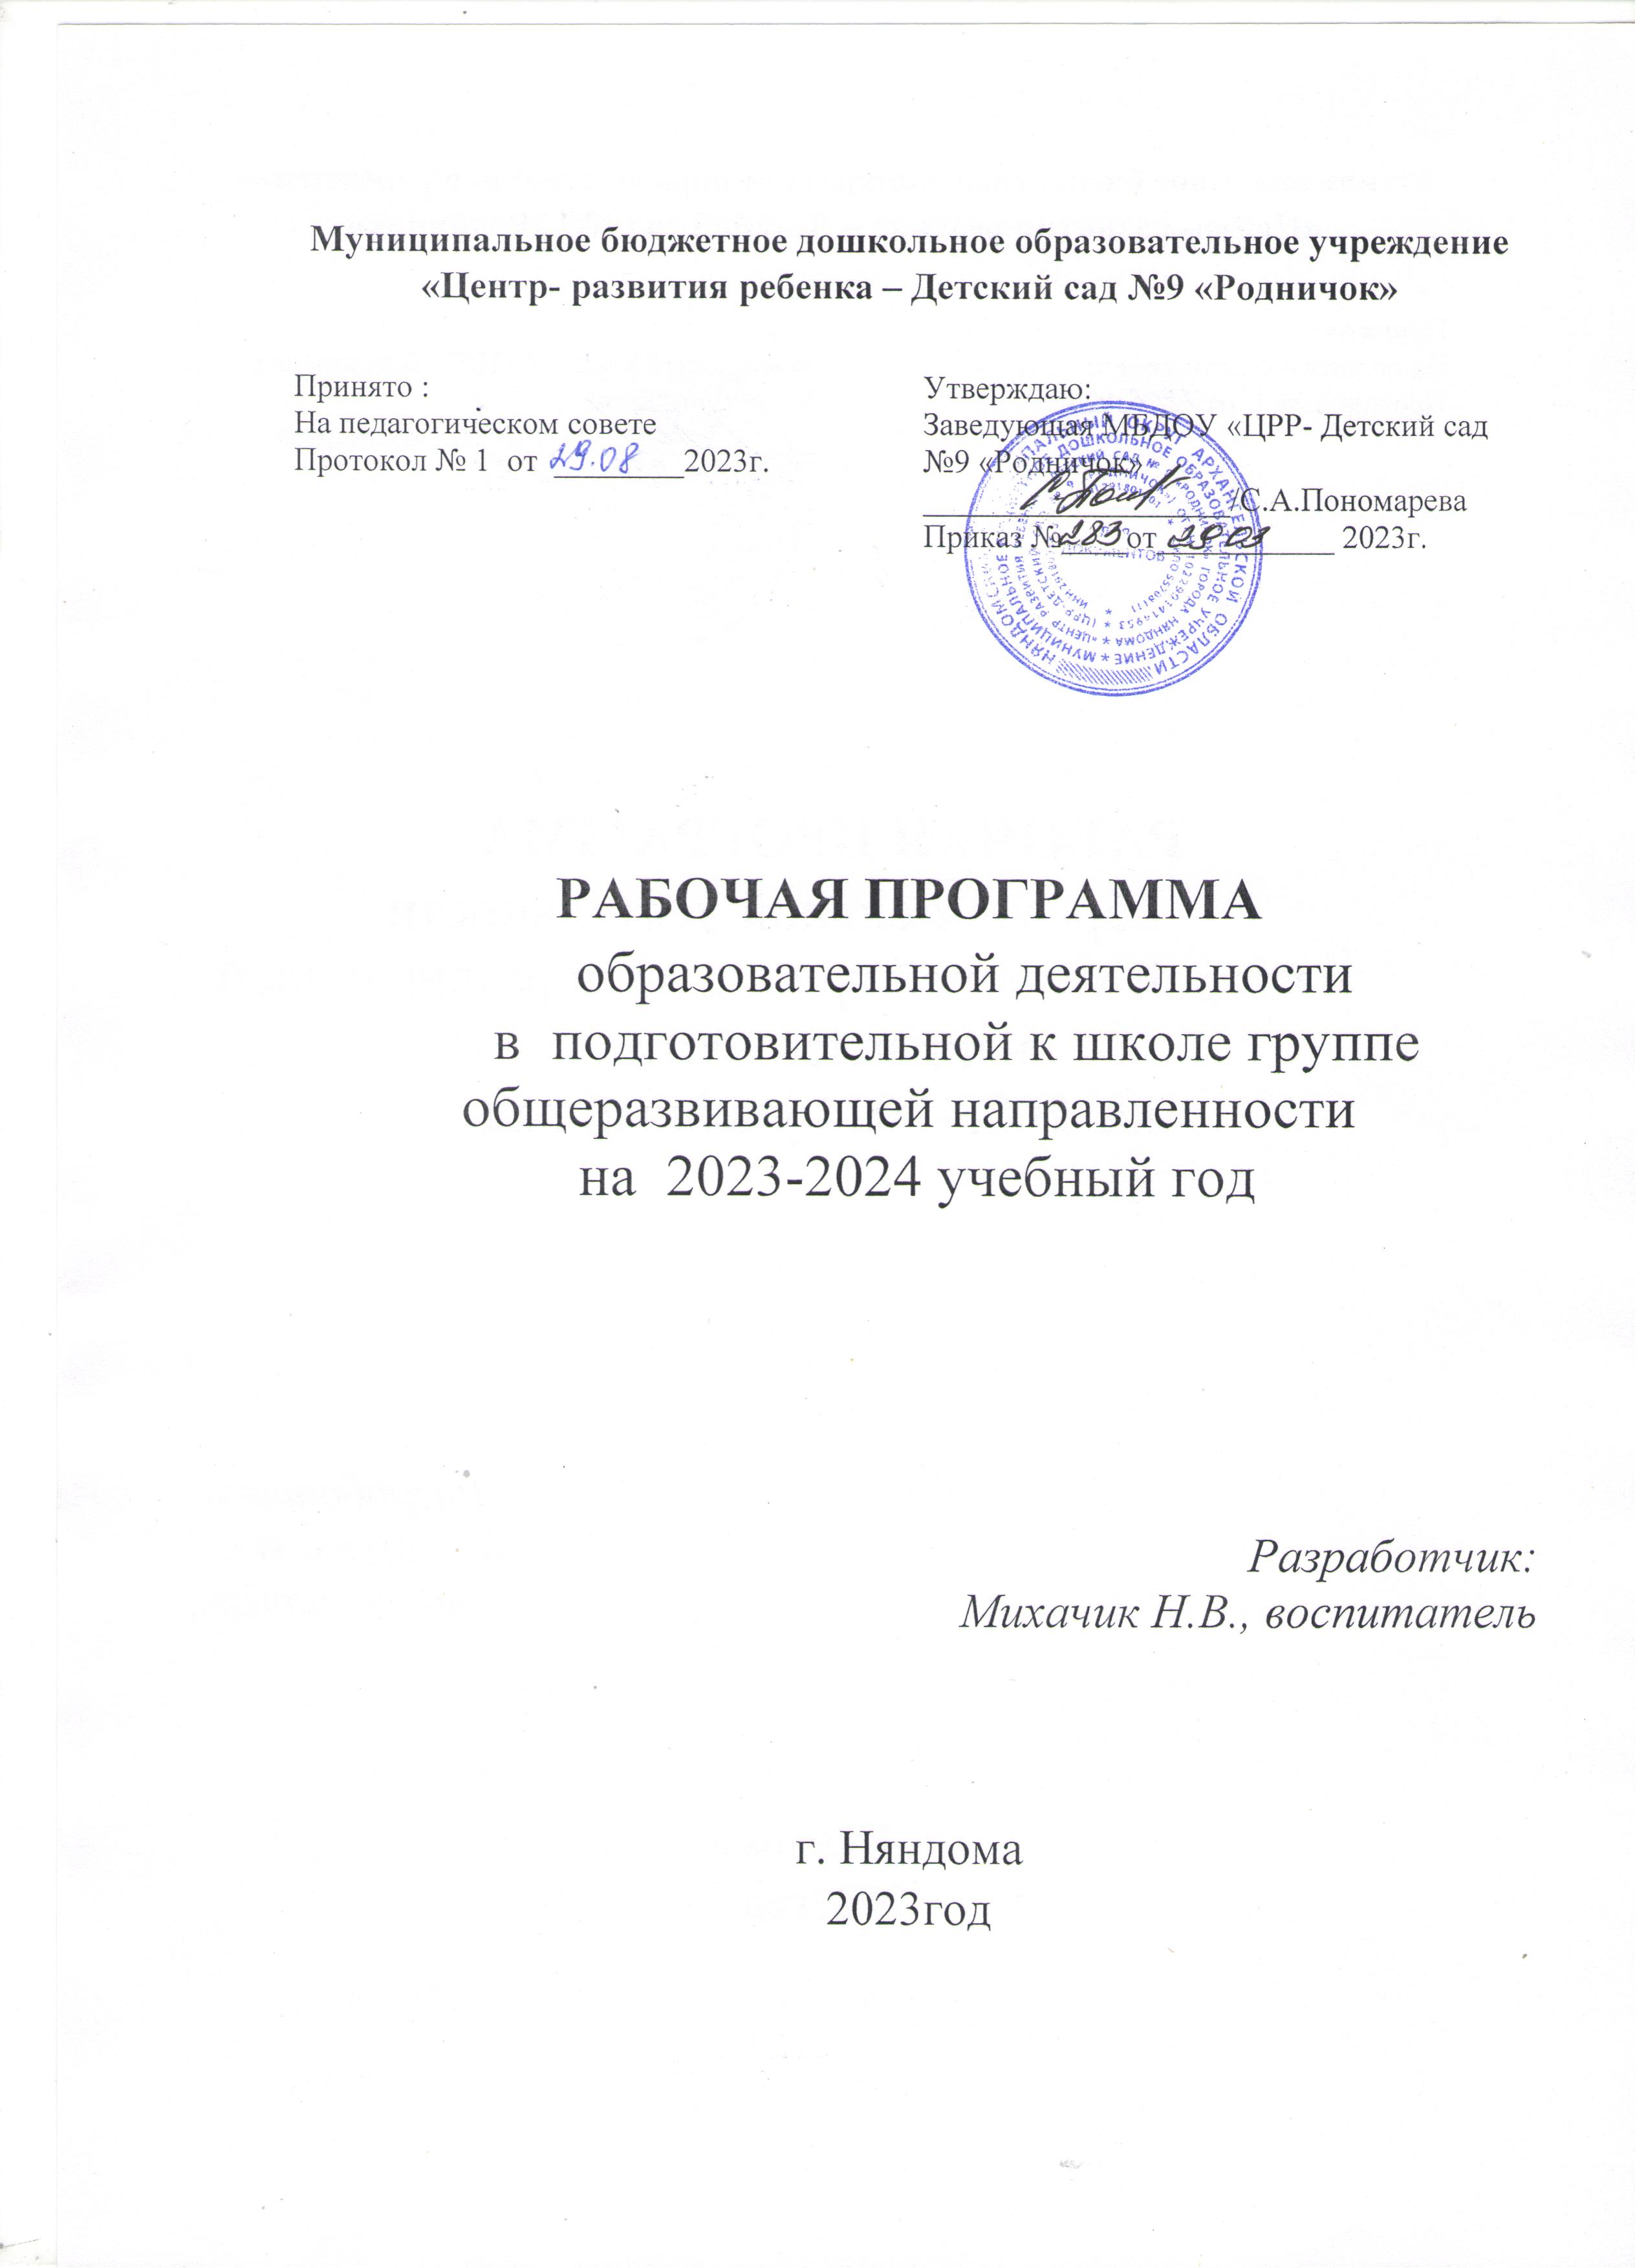 Муниципальное бюджетное дошкольное образовательное учреждение
«Центр- развития ребенка – Детский сад №9 «Родничок»
Принято :
На педагогическом совете
Протокол № 1 от 29.08 2023г.
Утверждаю:
Заведующая МБДОУ «ЦРР- Детский сад
№9 «Родничок»
/С.А.Пономарева
Приказ № 283 от 2023г.
РАБОЧАЯ ПРОГРАММА
образовательной деятельности
в подготовительной к школе группе
общеразвивающей направленности
на 2023-2024 учебный год
Разработчик:
Михачик Н.В., воспитатель
г. Няндома
2023год